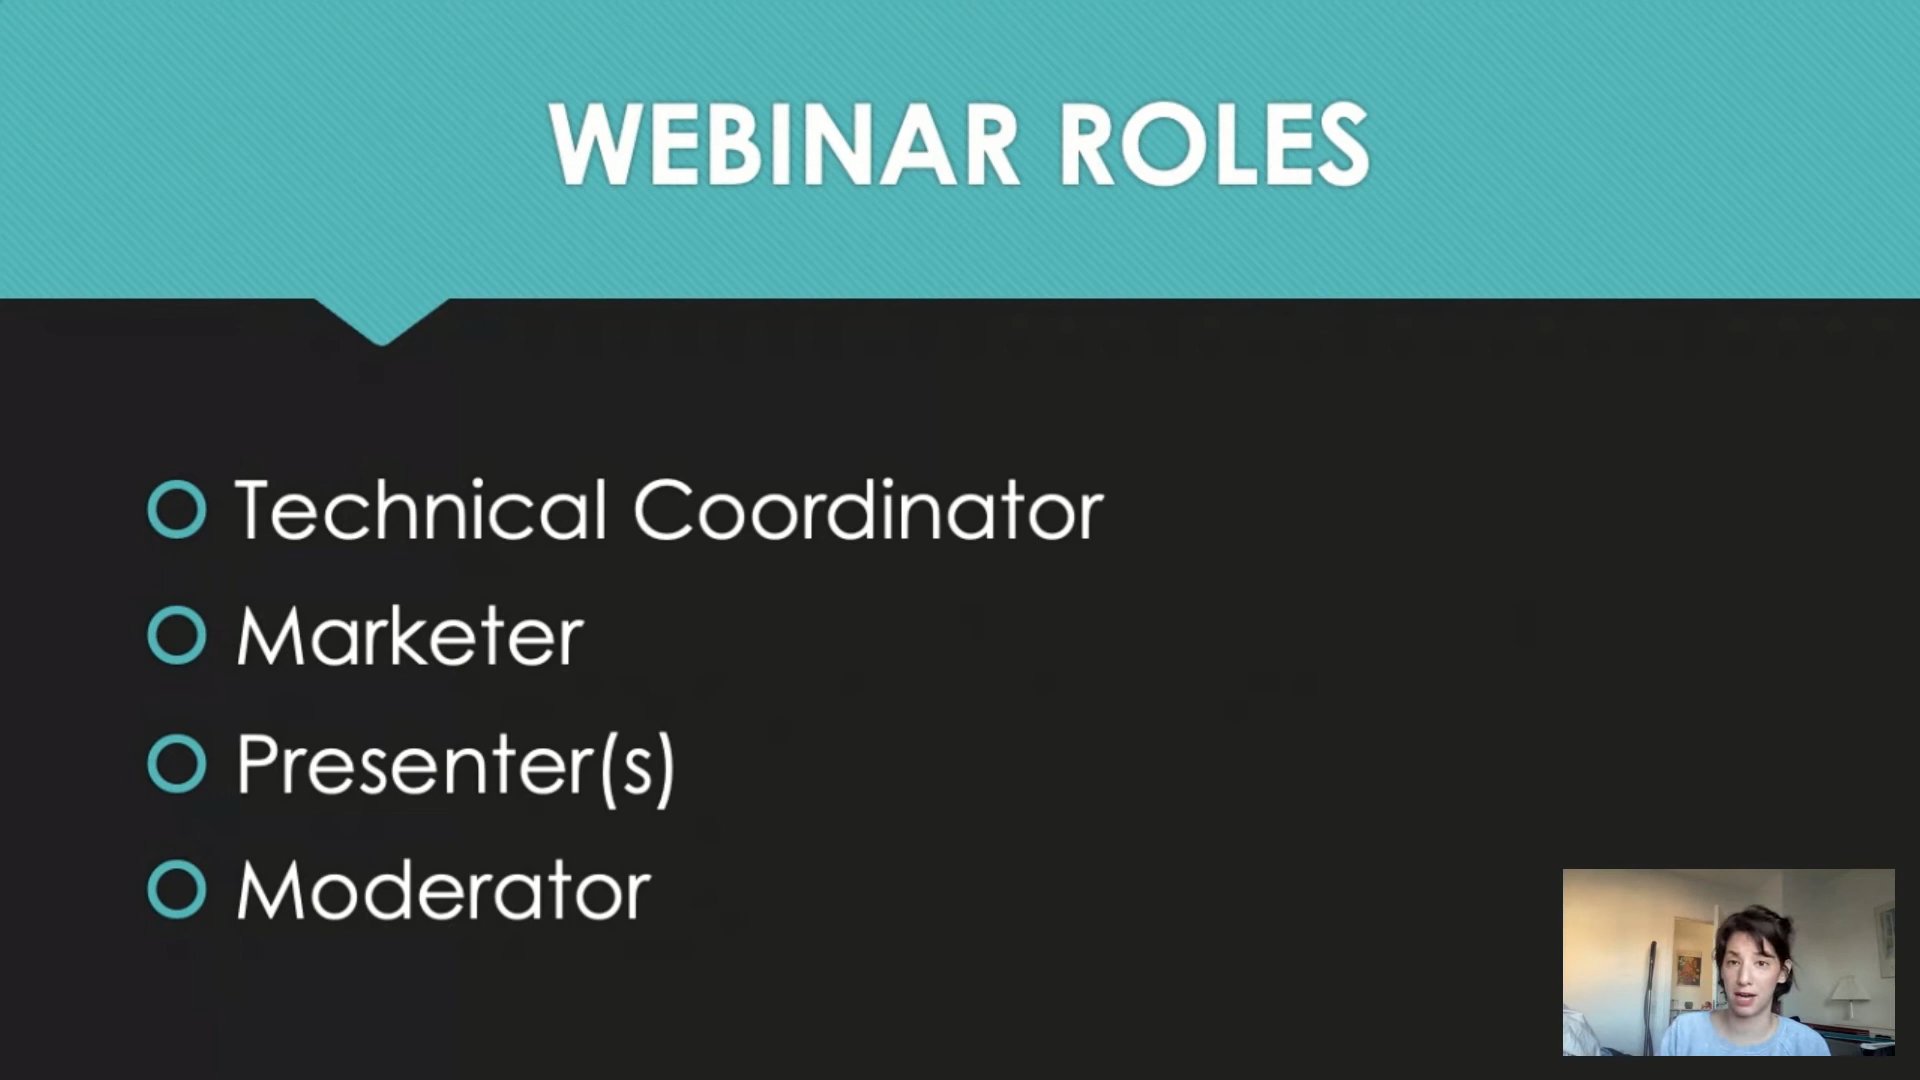 WEBINAR ROLES
Technical Coordinator
Marketer
Presenter(s)
Moderator